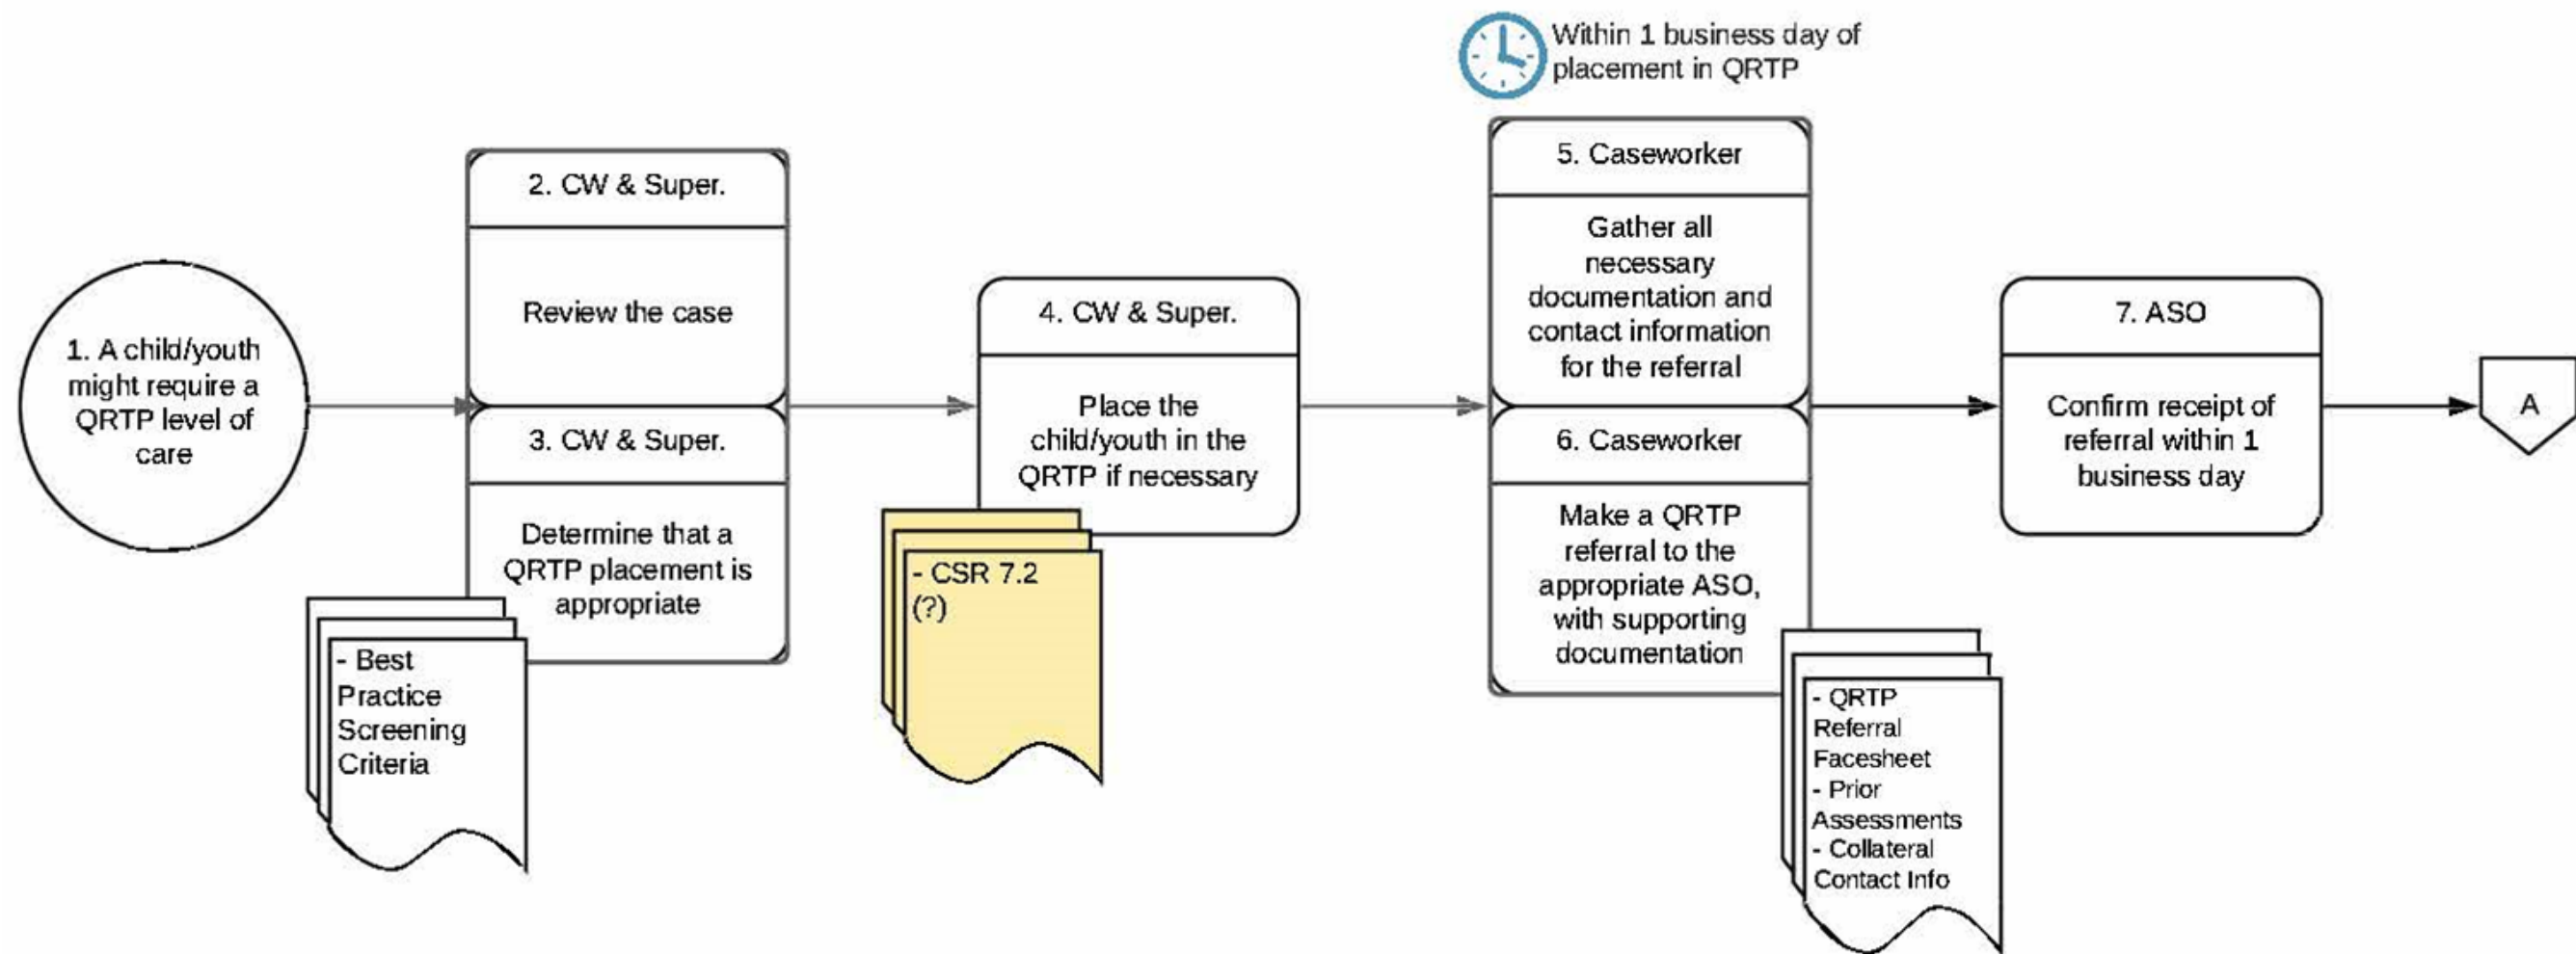 Within 1 business day of
placement in QRTP
1. A child/youth
might require a
QRTP level of
care
2. CW & Super.
Review the case
3. CW & Super.
Determine that a
QRTP placement is
appropriate
- Best
Practice
Screening
Criteria
4. CW & Super.
Place the
child/youth in the
QRTP if necessary
- CSR 7.2
(?)
5. Caseworker
Gather all
necessary
documentation and
contact information
for the referral
6. Caseworker
Make a QRTP
referral to the
appropriate ASO,
with supporting
documentation
- QRTP
Referral
Facesheet
- Prior
Assessments
- Collateral
Contact Info
7. ASO
Confirm receipt of
referral within 1
business day
A